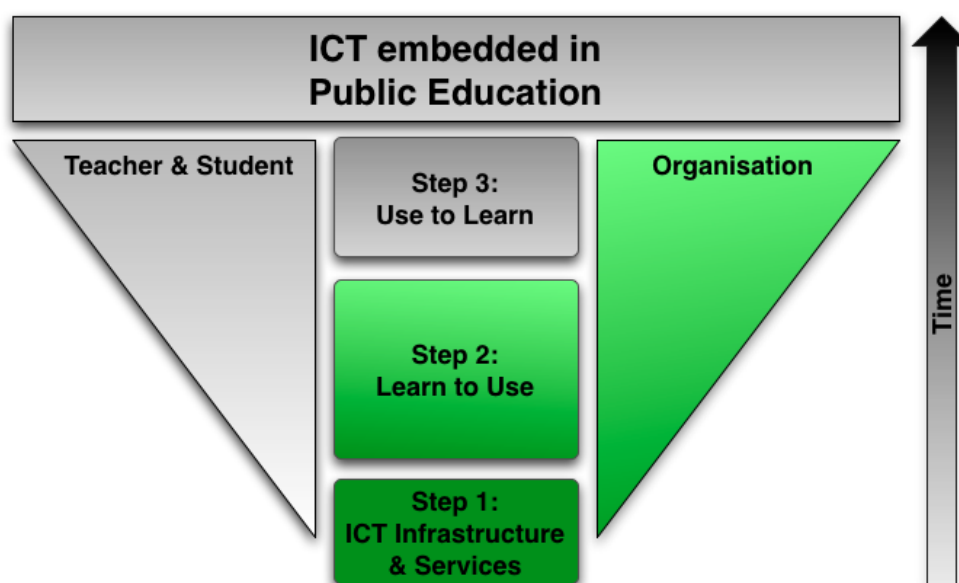 ICT embedded in
Public Education
Teacher & Student
Step 3:
Use to Learn
Organisation
Step 2:
Learn to Use
Time
Step 1:
ICT Infrastructure
& Services